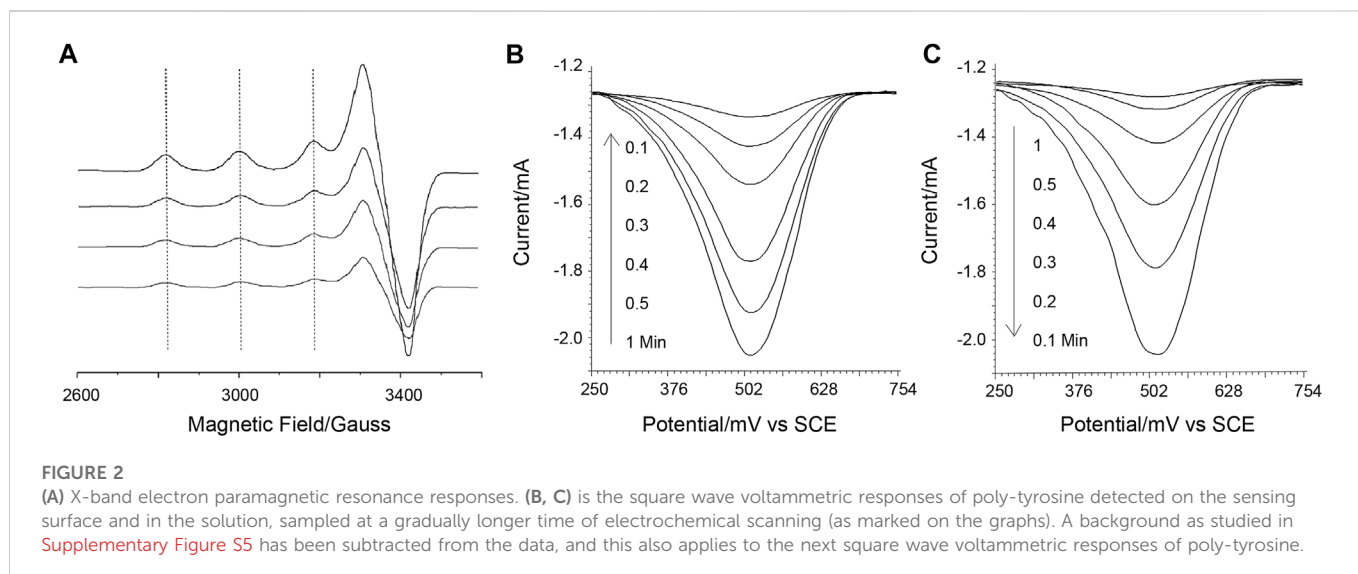 A
2600
3000
3400
Magnetic Field/Gauss
B
-1.2
-1.4
-1.6
-1.8
-2.0
Current/mA
0.1
0.2
0.3
0.4
0.5
1 Min
250
376
502
628
754
Potential/mV vs SCE
C
-1.2
-1.4
-1.6
-1.8
-2.0
Current/mA
1
0.5
0.4
0.3
0.2
0.1 Min
250
376
502
628
754
Potential/mV vs SCE
FIGURE 2
(A) X-band electron paramagnetic resonance responses. (B, C) is the square wave voltammetric responses of poly-tyrosine detected on the sensing
surface and in the solution, sampled at a gradually longer time of electrochemical scanning (as marked on the graphs). A background as studied in
Supplementary Figure S5 has been subtracted from the data, and this also applies to the next square wave voltammetric responses of poly-tyrosine.